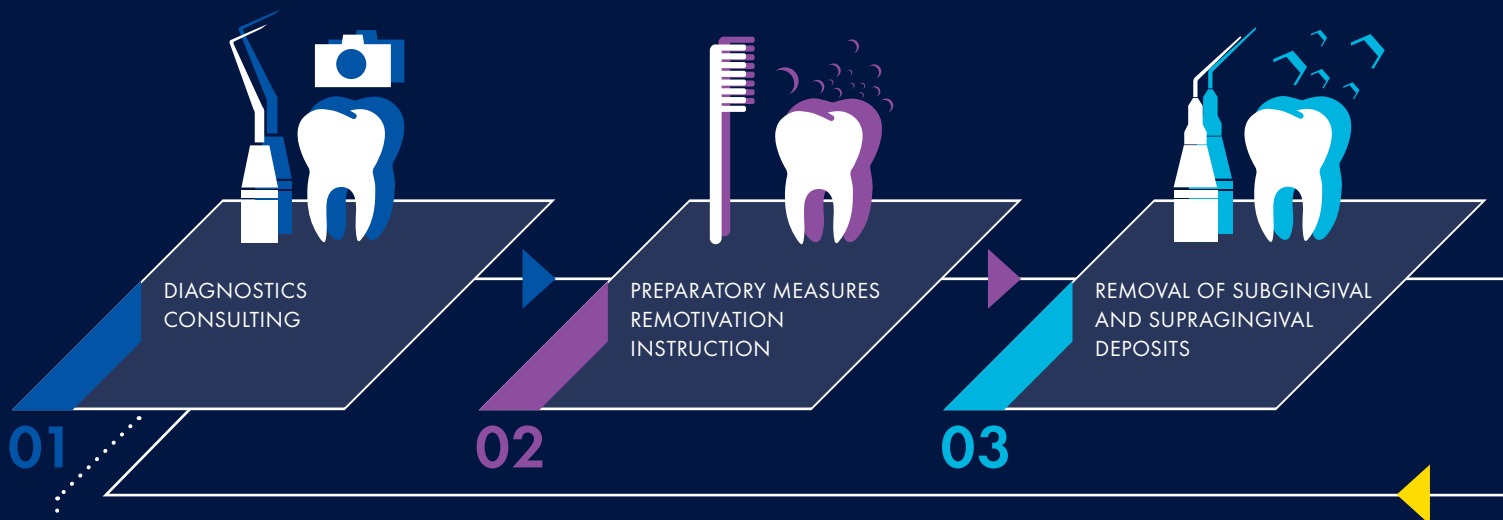 DIAGNOSTICS
CONSULTING
01
PREPARATORY MEASURES
REMOTIVATION
INSTRUCTION
02
REMOVAL OF SUBGINGIVAL
AND SUPRAGINGIVAL
DEPOSITS
03